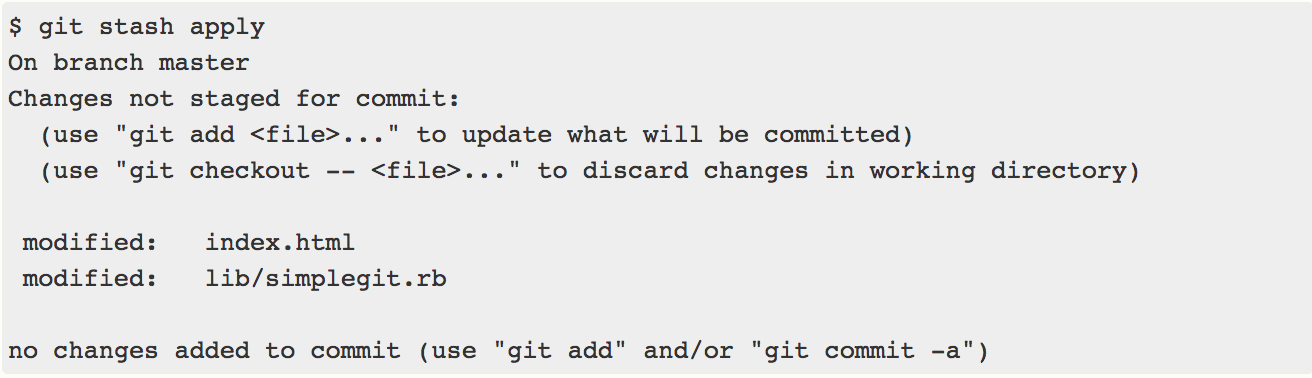 $ git stash apply
On branch master
Changes not staged for commit:
  (use "git add <file>..." to update what will be committed)
  (use "git checkout -- <file>..." to discard changes in working directory)

 modified:   index.html
 modified:   lib/simplegit.rb

no changes added to commit (use "git add" and/or "git commit -a")